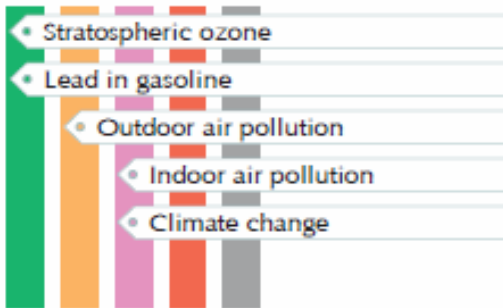 Stratospheric ozone
Lead in gasoline
Outdoor air pollution
Indoor air pollution
Climate change